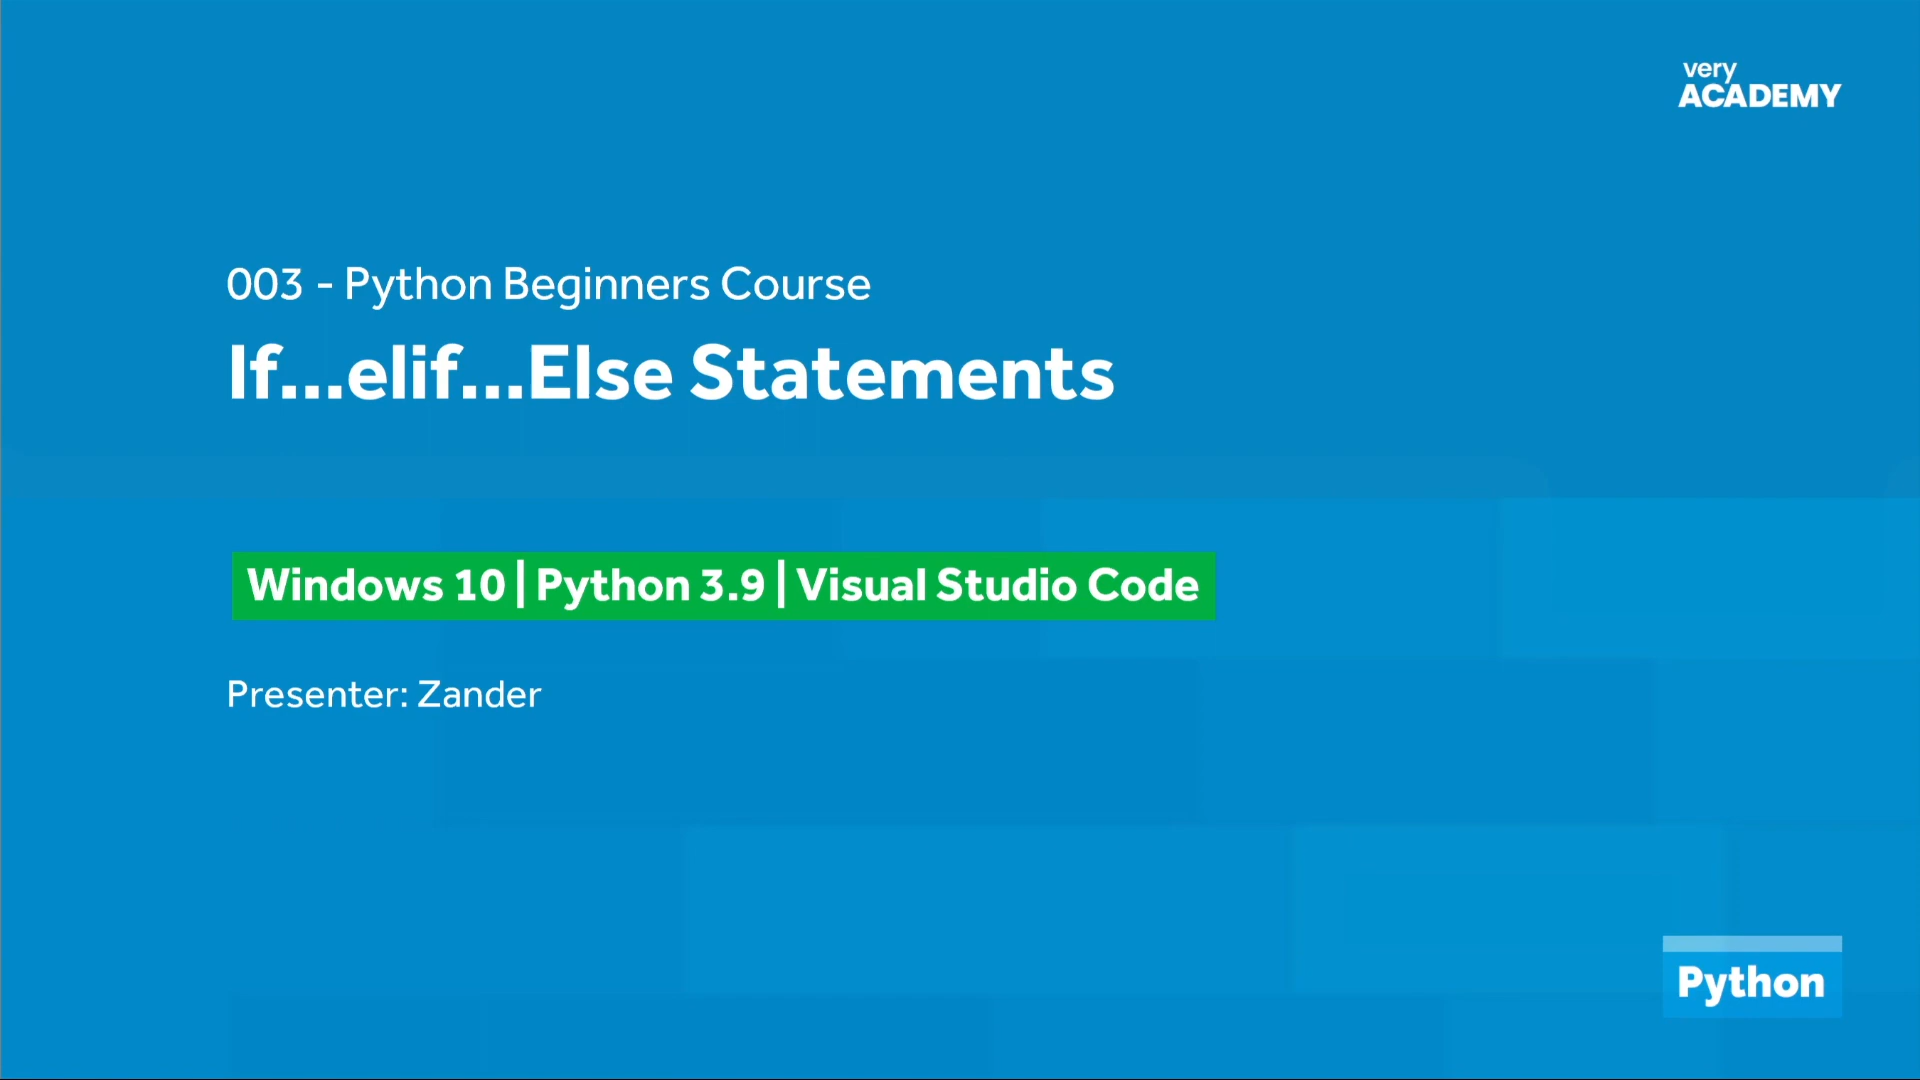 very
ACADEMY
003 - Python Beginners Course
If...elif...Else Statements
Windows 10 | Python 3.9 | Visual Studio Code
Presenter: Zander
Python